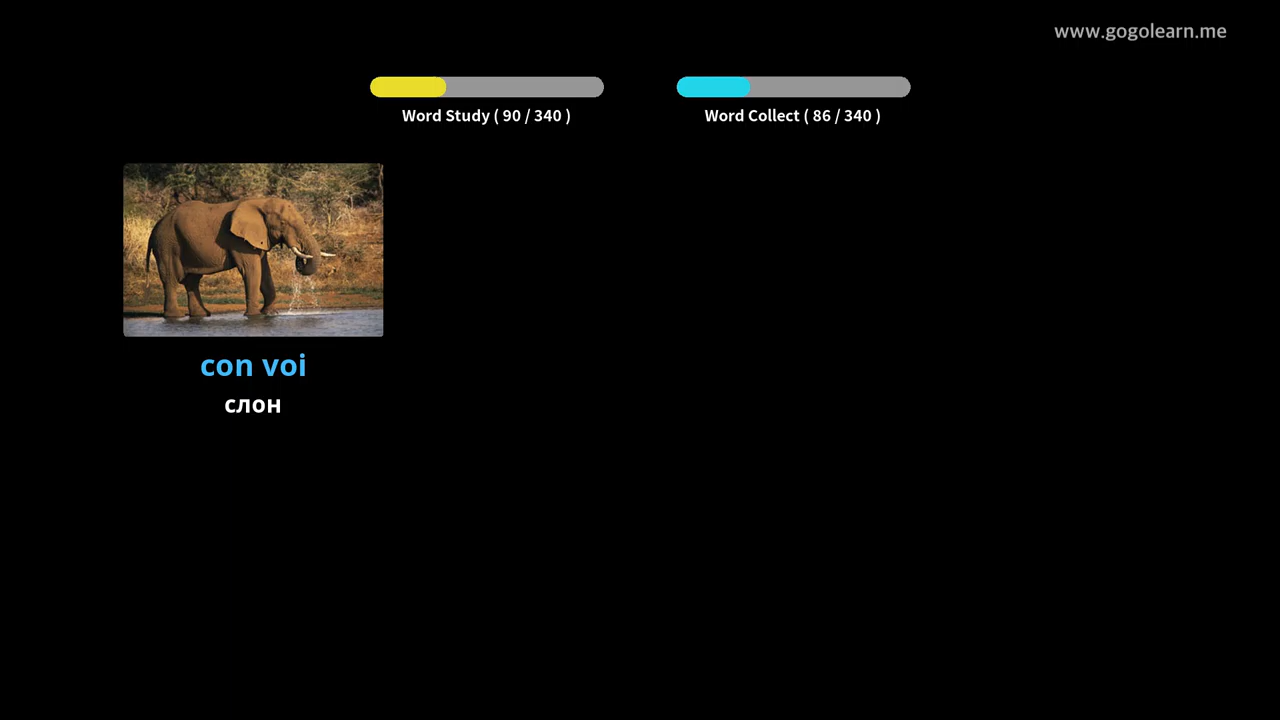 www.gogolearn.me
Word Study ( 90 / 340 )
Word Collect ( 86 / 340 )
con voi
слон